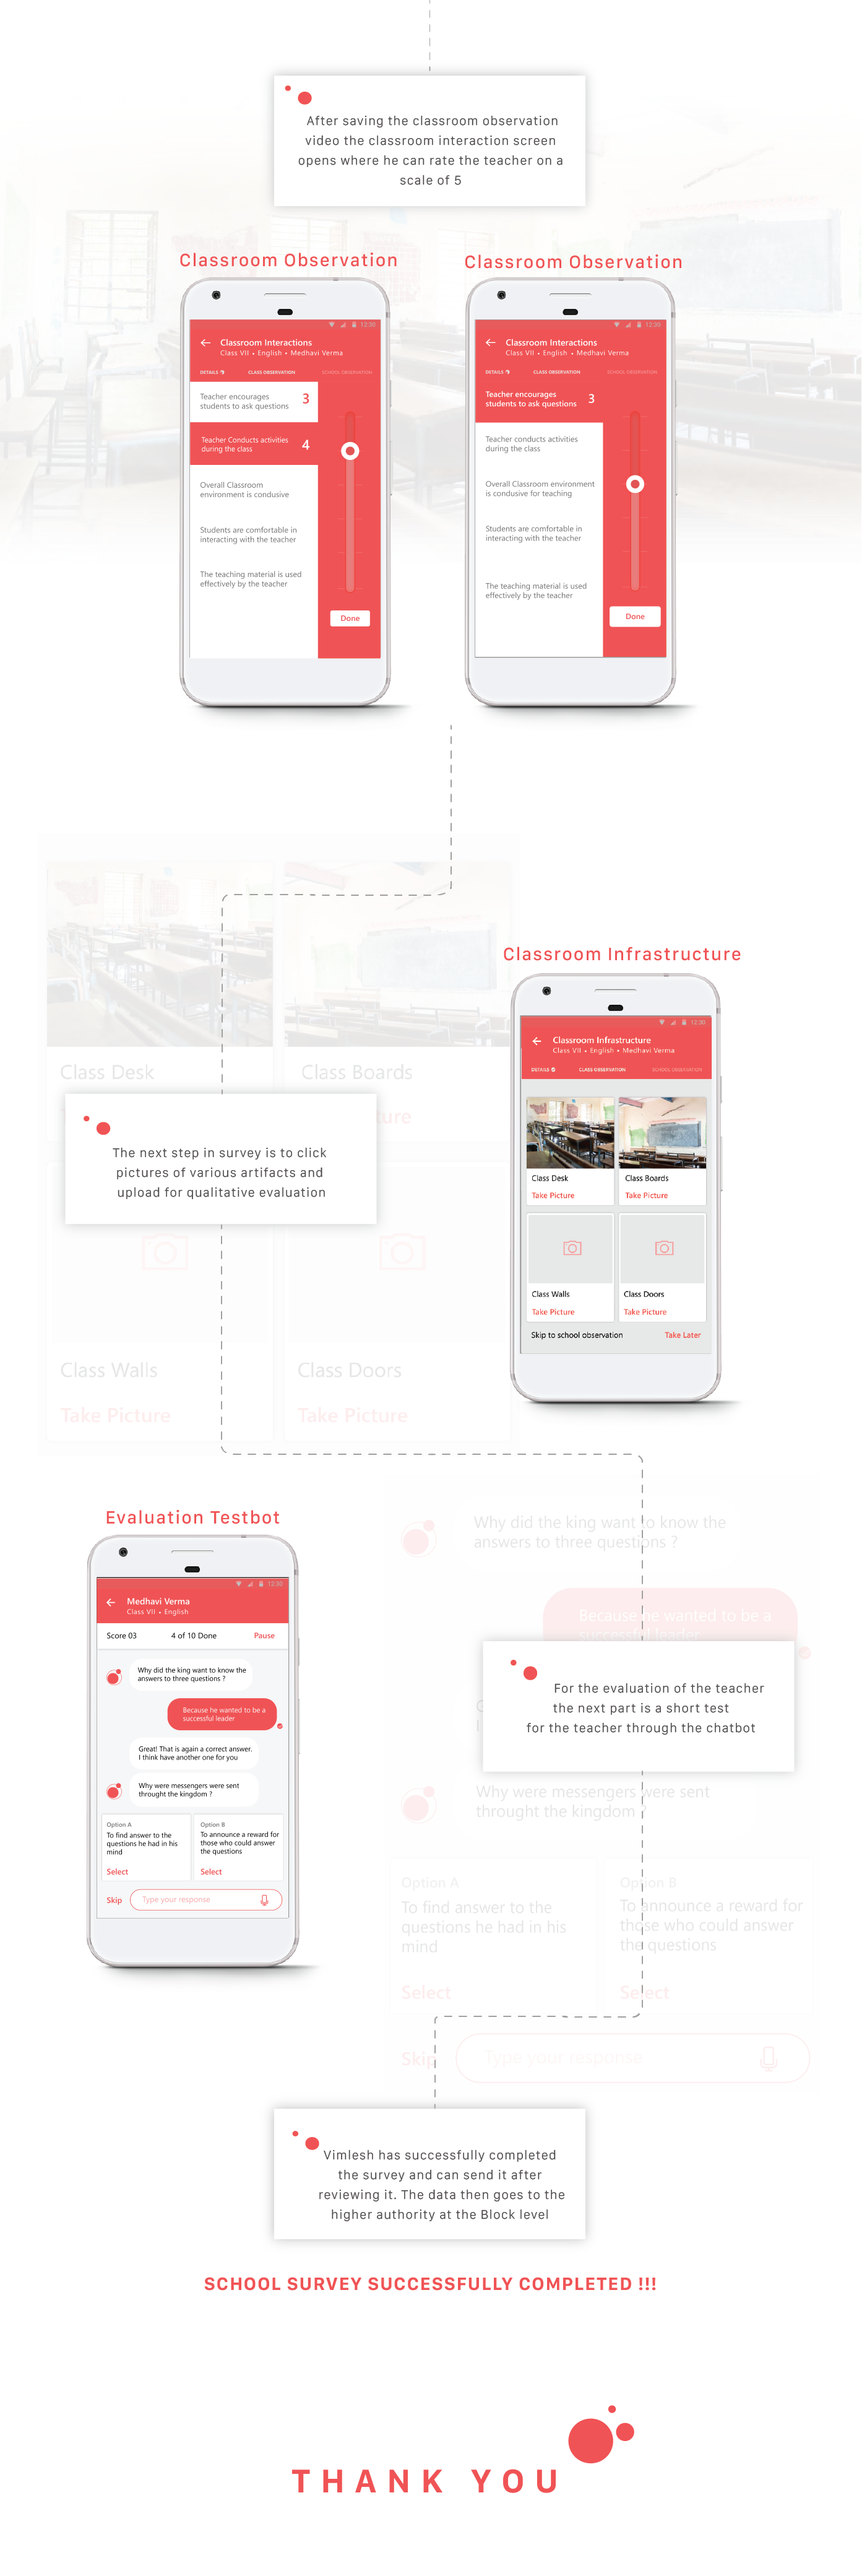 After saving the classroom observation
video the classroom interaction screen
opens where he can rate the teacher on a
scale of 5
Classroom Observation
12:30
Classroom Interactions
Class VII • English • Medhavi Verma
DETAILS
CLASS OBSERVATION
SCHOOL OBSERVATION
Teacher encourages
students to ask questions
3
Teacher Conducts activities
during the class
4
Overall Classroom
environment is condusive
Students are comfortable in
interacting with the teacher
The teaching material is used
effectively by the teacher
Done
Classroom Observation
12:30
Classroom Interactions
Class VII • English • Medhavi Verma
DETAILS
CLASS OBSERVATION
SCHOOL OBSERVATION
Teacher encourages
students to ask questions
3
Teacher conducts activities
during the class
Overall Classroom environment
is condusive for teaching
Students are comfortable in
interacting with the teacher
The teaching material is used
effectively by the teacher
Done
Class Desk
Class Boards
ture
Class Walls
Take Picture
Class Doors
Take Picture
The next step in survey is to click
pictures of various artifacts and
upload for qualitative evaluation
Classroom Infrastructure
12:30
Classroom Infrastructure
Class VII • English • Medhavi Verma
DETAILS
CLASS OBSERVATION
SCHOOL OBSERVATION
Class Desk
Take Picture
Class Boards
Take Picture
Class Walls
Take Picture
Class Doors
Take Picture
Skip to school observation
Take Later
Evaluation Testbot
12:30
Medhavi Verma
Class VII • English
Score 03
4 of 10 Done
Pause
Why did the king want to know the
answers to three questions ?
Because he wanted to be a
successful leader
Great! That is again a correct answer.
I think have another one for you
Why were messengers were sent
throught the kingdom ?
Option A
To find answer to the
questions he had in his
mind
Select
Option B
To announce a reward for
those who could answer
the questions
Select
Skip
Type your response
Why did the king want to know the
answers to three questions ?
Because he wanted to be a
successful leader
For the evaluation of the teacher
the next part is a short test
for the teacher through the chatbot
Why were messengers were sent
throught the kingdom ?
Option A
To find answer to the
questions he had in his
mind
Select
Option B
To announce a reward for
those who could answer
the questions
Select
Skip
Type your response
Vimlesh has successfully completed
the survey and can send it after
reviewing it. The data then goes to the
higher authority at the Block level
SCHOOL SURVEY SUCCESSFULLY COMPLETED !!!
THANK YOU